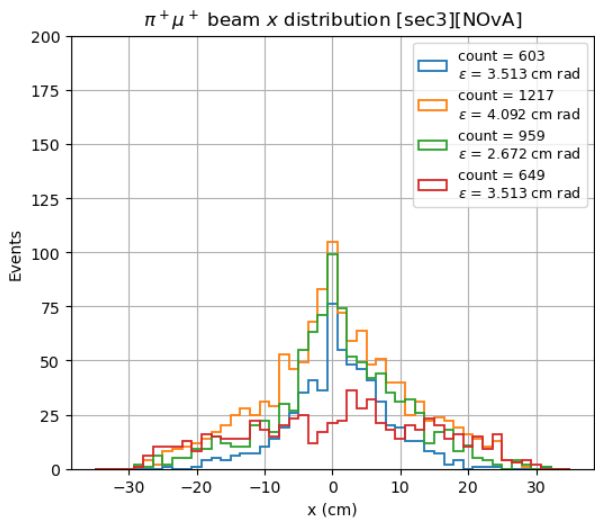 π⁺μ⁺ beam x distribution [sec3][NOvA]
200
175
150
125
100
75
50
25
0
Events
count = 603
ε = 3.513 cm rad
count = 1217
ε = 4.092 cm rad
count = 959
ε = 2.672 cm rad
count = 649
ε = 3.513 cm rad
−30 −20 −10 0 10 20 30
x (cm)